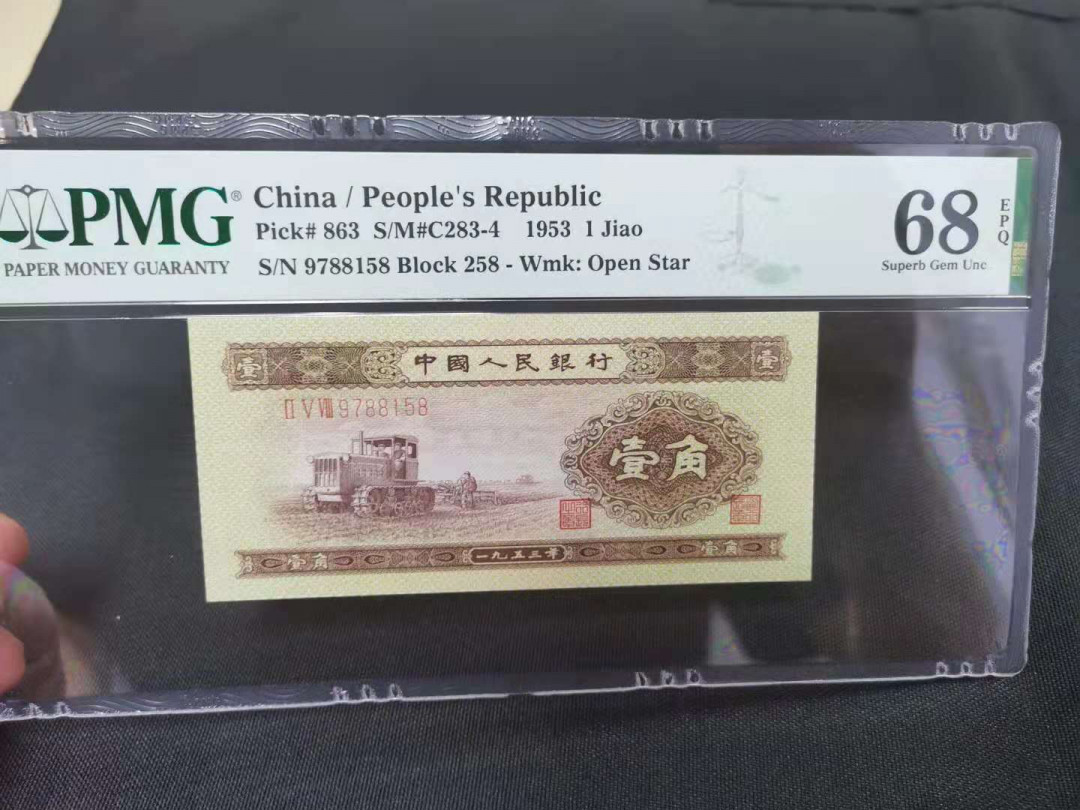 PMG®
PAPER MONEY GUARANTY
China / People's Republic
Pick# 863 S/M#C283-4 1953 1 Jiao
S/N 9788158 Block 258 - Wmk: Open Star
68
EPQ
Superb Gem Unc
壹 中國人民銀行 壹
II V VIII 9788158
壹角
壹角 一九五三年 壹角